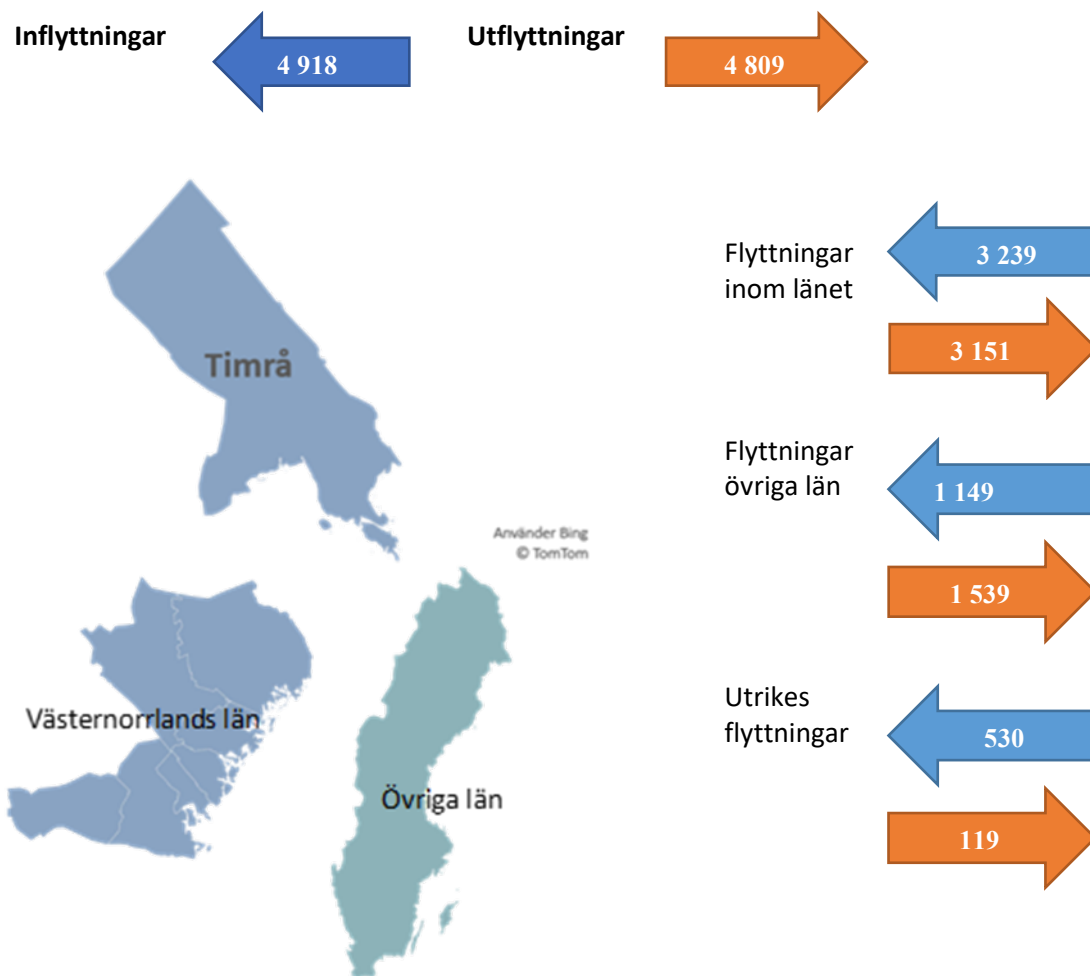 Inflyttningar
4 918
Utflyttningar
4 809
Timrå
Flyttningar
inom länet
3 239
3 151
Flyttningar
övriga län
1 149
1 539
Använder Bing
© TomTom
Västernorrlands län
Övriga län
Utrikes
flyttningar
530
119